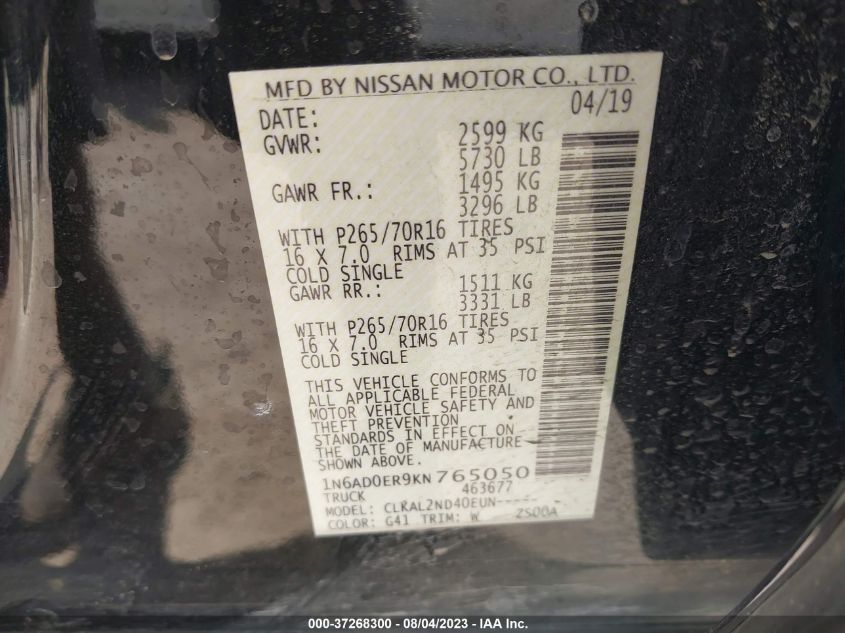 MFD BY NISSAN MOTOR CO., LTD.
DATE: 04/19
GVWR: 2599 KG
5730 LB
GAWR FR.: 1495 KG
3296 LB
WITH P265/70R16 TIRES
16 X 7.0 RIMS AT 35 PSI
COLD SINGLE
GAWR RR.: 1511 KG
3331 LB
WITH P265/70R16 TIRES
16 X 7.0 RIMS AT 35 PSI
COLD SINGLE
THIS VEHICLE CONFORMS TO
ALL APPLICABLE FEDERAL
MOTOR VEHICLE SAFETY AND
THEFT PREVENTION
STANDARDS IN EFFECT ON
THE DATE OF MANUFACTURE
SHOWN ABOVE.
1N6AD0ER9KN765050
TRUCK 463677
MODEL: CLKAL2ND40EUN-----
COLOR: G41 TRIM: W ZS00A
000-37268300 - 08/04/2023 - IAA Inc.